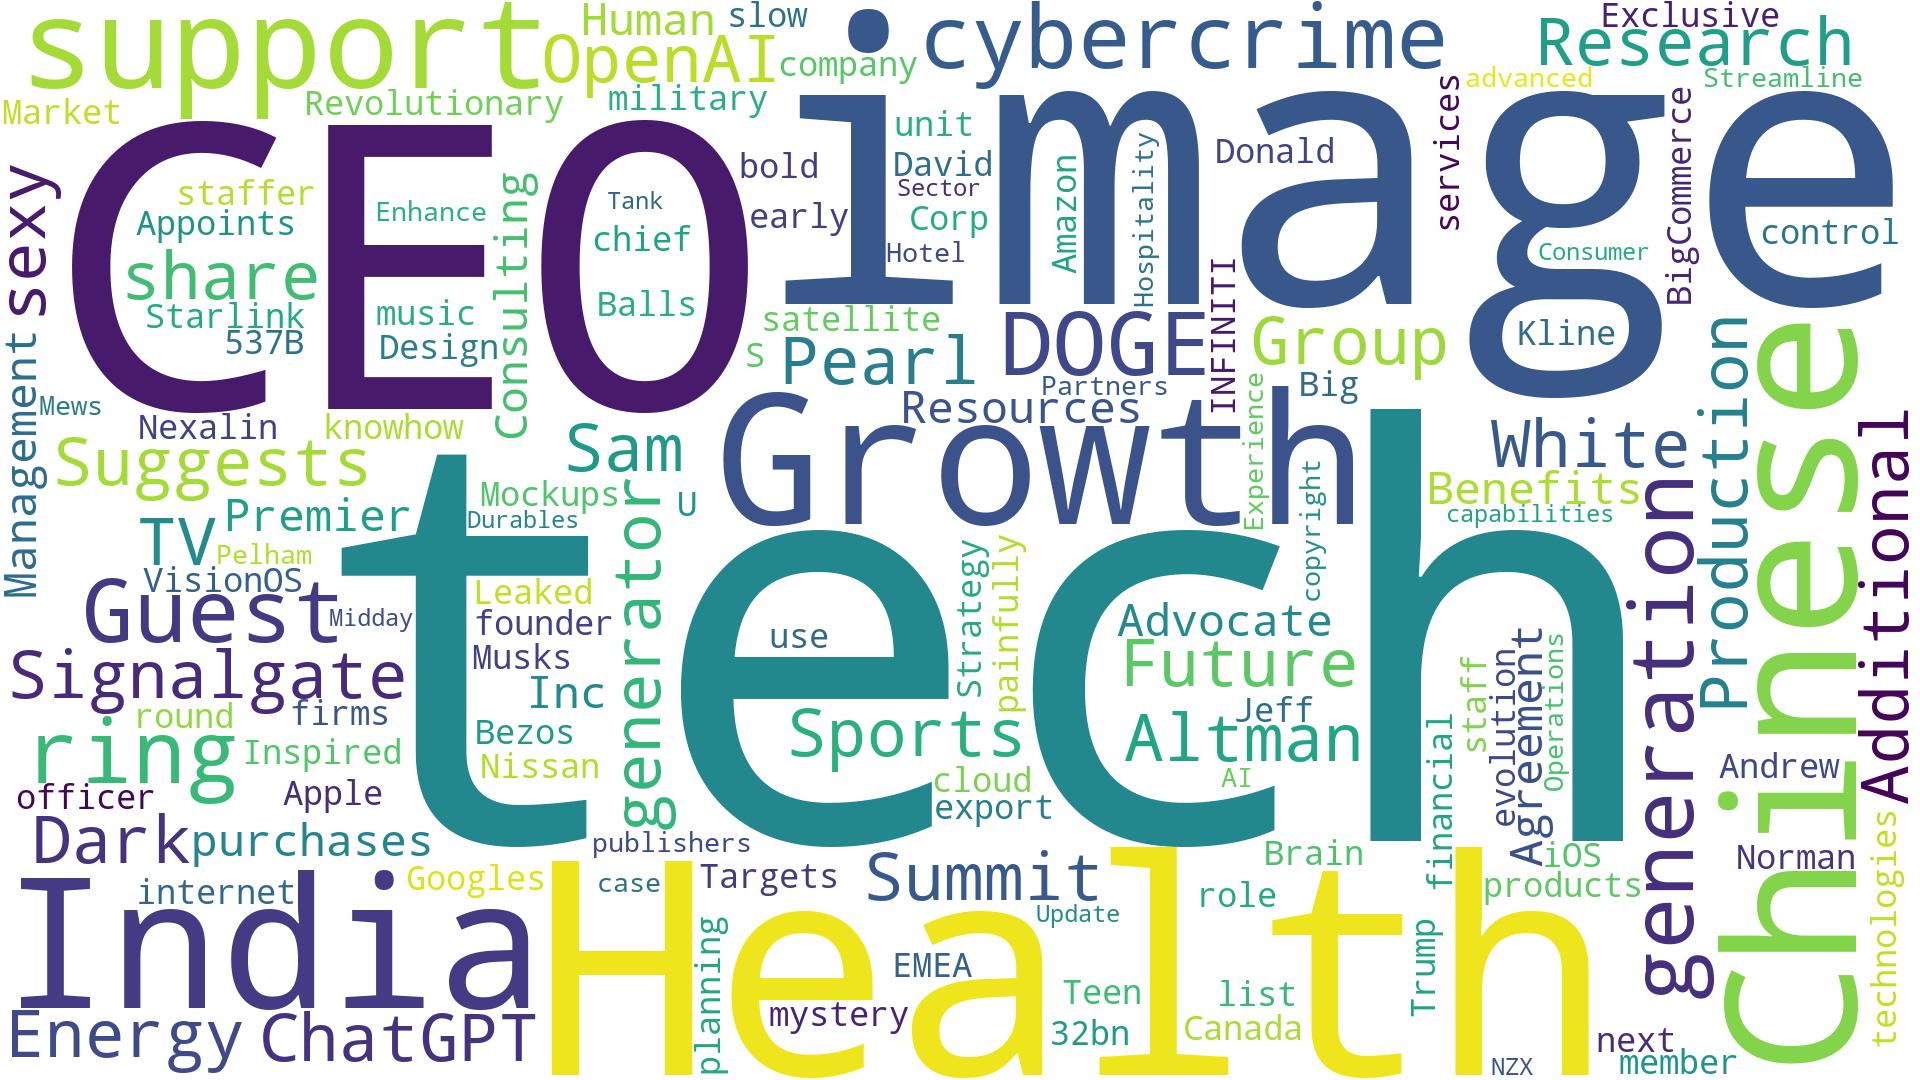 support
Human
slow
OpenAI
company
cybercrime
Exclusive
Research
Market
Revolutionary
military
advanced
Streamline
CEO
image
unit
services
BigCommerce
sexy
staffer
Appoints
Enhance
Consulting
Tank
chief
bold
early
David
Sector
Corp
Hotel
Amazon
Hospitality
Donald
Consumer
control
share
Starlink
537B
music
Design
Balls
satellite
S
Pearl
DOGE
Partners
INFINITI
Group
Big
Kline
Management
Mews
Nexalin
knowhow
Suggests
Sam
Resources
Growth
Experience
copyright
White
Benefits
capabilities
Production
Chinese
Additional
TV
Premier
Pelham
VisionOS
Mockups
U
Durables
tech
generator
Guest
Midday
Leaked
founder
Musks
Inc
use
Strategy
painfully
Advocate
Future
Jeff
Altman
AI
generation
Signalgate
round
firms
ring
Inspired
Bezos
Nissan
Sports
cloud
export
financial
staff
evolution
Agreement
Operations
Andrew
officer
Apple
Dark
purchases
publishers
Brain
iOS
products
Norman
technologies
India
internet
Googles
case
Targets
Summit
Update
role
Health
planning
EMEA
mystery
Teen
32bn
list
Canada
Trump
Energy
ChatGPT
NZX
next
member